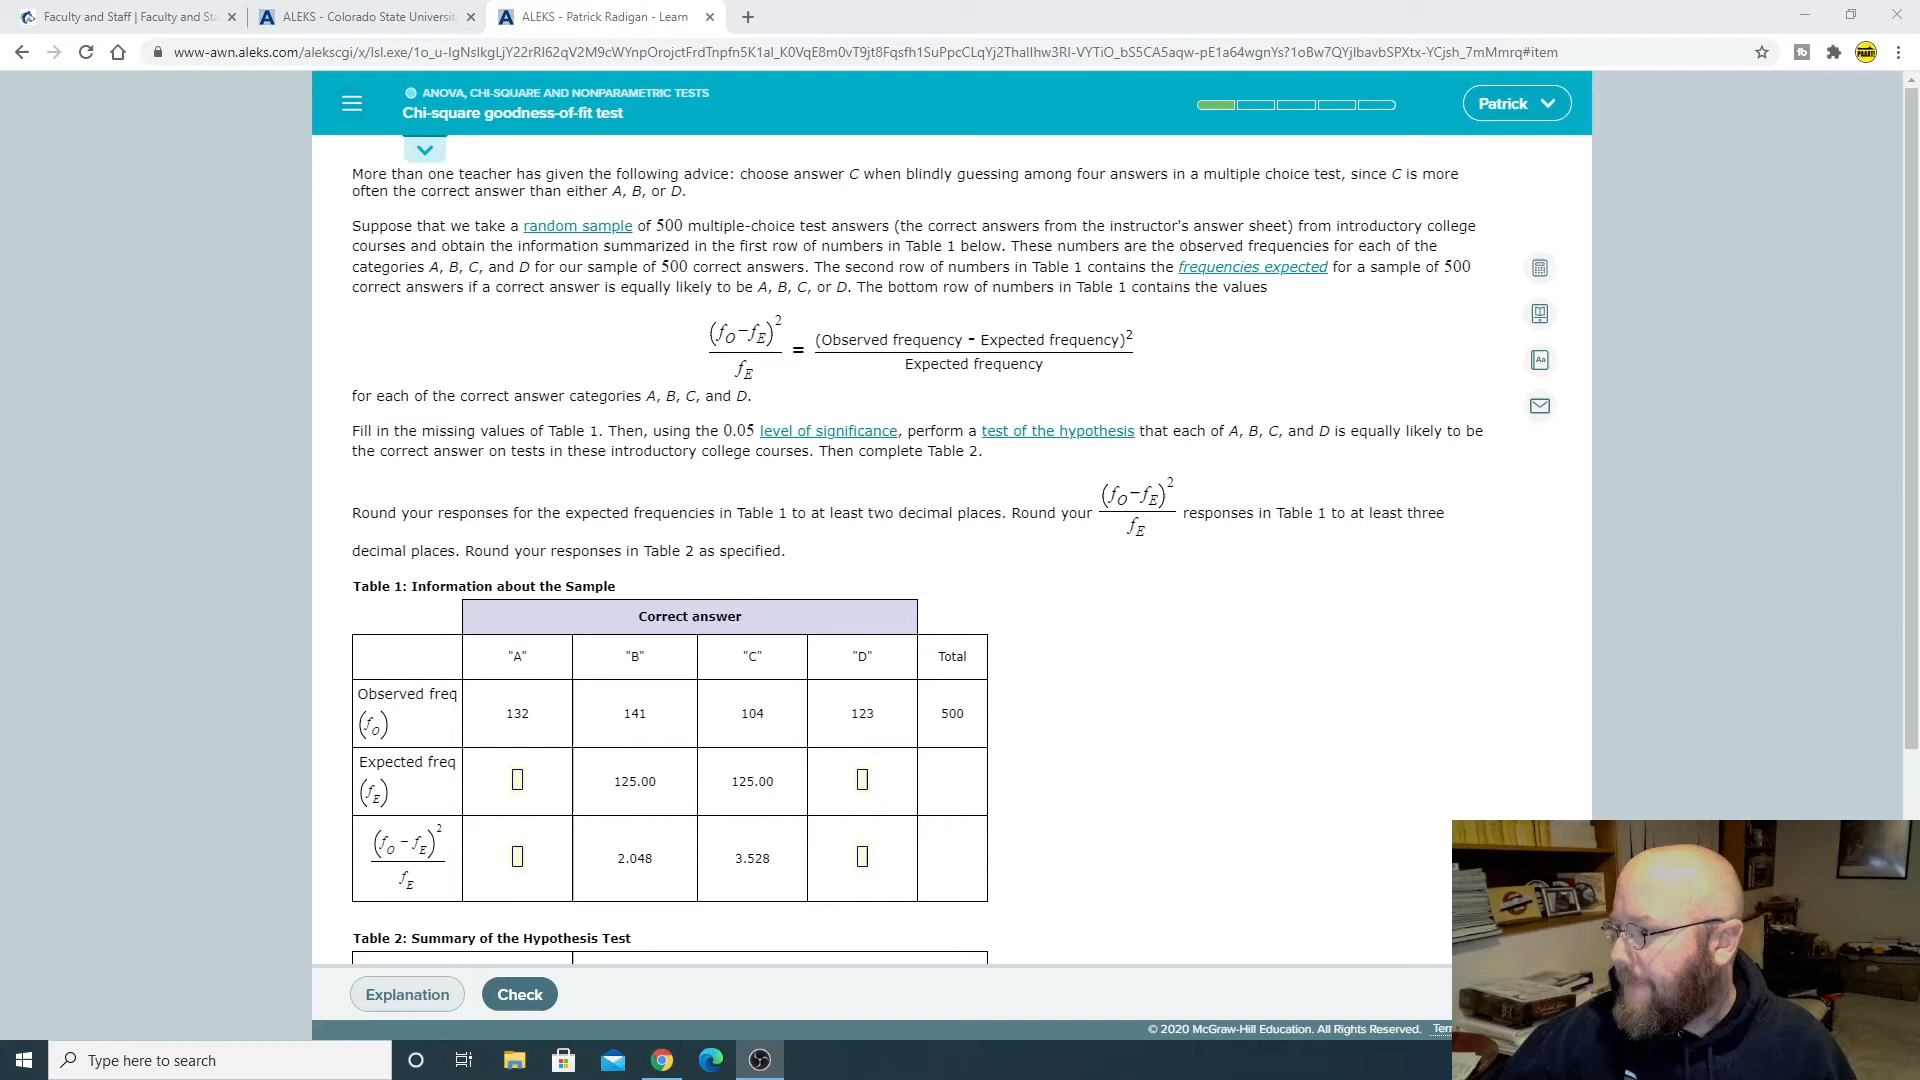 Faculty and Staff | Faculty and Sta
ALEKS - Colorado State Universit
ALEKS - Patrick Radigan - Learn
www-awn.aleks.com/alekscgi/x/Isl.exe/1o_u-IgNsIkgLjY22rRI62qV2M9cWYnpOrojctFrdTnpfn5K1aI_K0VqE8m0vT9jt8Fqsfh1SuPpcCLqYj2ThaIIhw3RI-VYTiO_bS5CA5aqw-pE1a64wgnYs?1oBw7QYjlbavbSPXtx-YCjsh_7mMmrq#item
ANOVA, CHI-SQUARE AND NONPARAMETRIC TESTS
Chi-square goodness-of-fit test
Patrick
More than one teacher has given the following advice: choose answer C when blindly guessing among four answers in a multiple choice test, since C is more
often the correct answer than either A, B, or D.
Suppose that we take a random sample of 500 multiple-choice test answers (the correct answers from the instructor's answer sheet) from introductory college
courses and obtain the information summarized in the first row of numbers in Table 1 below. These numbers are the observed frequencies for each of the
categories A, B, C, and D for our sample of 500 correct answers. The second row of numbers in Table 1 contains the frequencies expected for a sample of 500
correct answers if a correct answer is equally likely to be A, B, C, or D. The bottom row of numbers in Table 1 contains the values
(fO−fE)² / fE = (Observed frequency - Expected frequency)² / Expected frequency
for each of the correct answer categories A, B, C, and D.
Fill in the missing values of Table 1. Then, using the 0.05 level of significance, perform a test of the hypothesis that each of A, B, C, and D is equally likely to be
the correct answer on tests in these introductory college courses. Then complete Table 2.
Round your responses for the expected frequencies in Table 1 to at least two decimal places. Round your (fO−fE)² / fE responses in Table 1 to at least three
decimal places. Round your responses in Table 2 as specified.
Table 1: Information about the Sample
Correct answer
"A" "B" "C" "D" Total
Observed freq (fO) 132 141 104 123 500
Expected freq (fE) 125.00 125.00
(fO − fE)² / fE 2.048 3.528
Table 2: Summary of the Hypothesis Test
Explanation
Check
© 2020 McGraw-Hill Education. All Rights Reserved. Ter
Type here to search